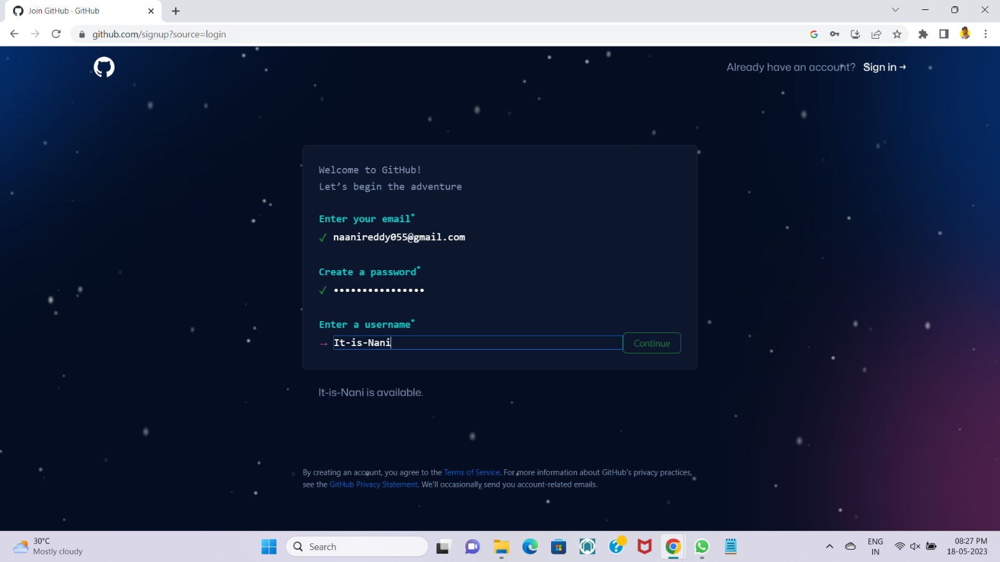 Join GitHub · GitHub
github.com/signup?source=login
Already have an account? Sign in →
Welcome to GitHub!
Let’s begin the adventure
Enter your email*
✓ naanireddy055@gmail.com
Create a password*
✓ ••••••••••••••••
Enter a username*
→ It-is-Nani
Continue
It-is-Nani is available.
By creating an account, you agree to the Terms of Service. For more information about GitHub's privacy practices,
see the GitHub Privacy Statement. We'll occasionally send you account-related emails.
30°C
Mostly cloudy
Search
ENG
IN
08:27 PM
18-05-2023